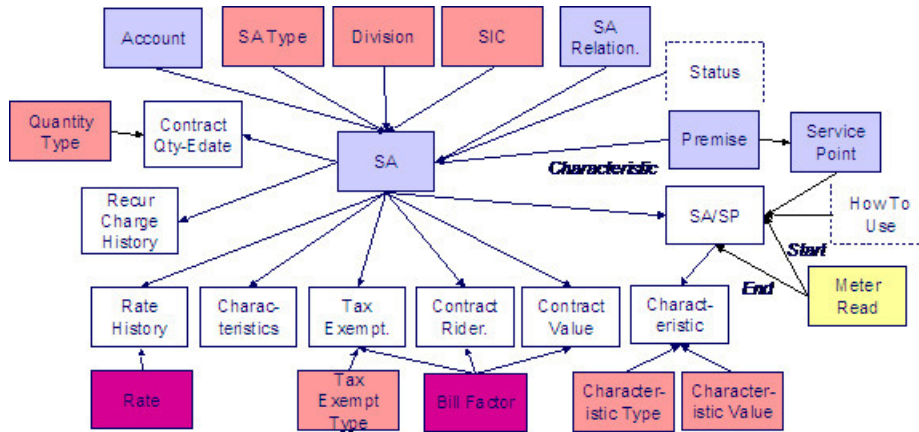 Account
SA Type
Division
SIC
SA
Relation.
Status
Quantity
Type
Contract
Qty-Edate
SA
Premise
Service
Point
Characteristic
Recur
Charge
History
SA/SP
How To
Use
Start
End
Meter
Read
Rate
History
Charac-
teristics
Tax
Exempt.
Contract
Rider.
Contract
Value
Charact-
eristic
Rate
Tax
Exempt
Type
Bill Factor
Character-
istic Type
Character-
istic Value